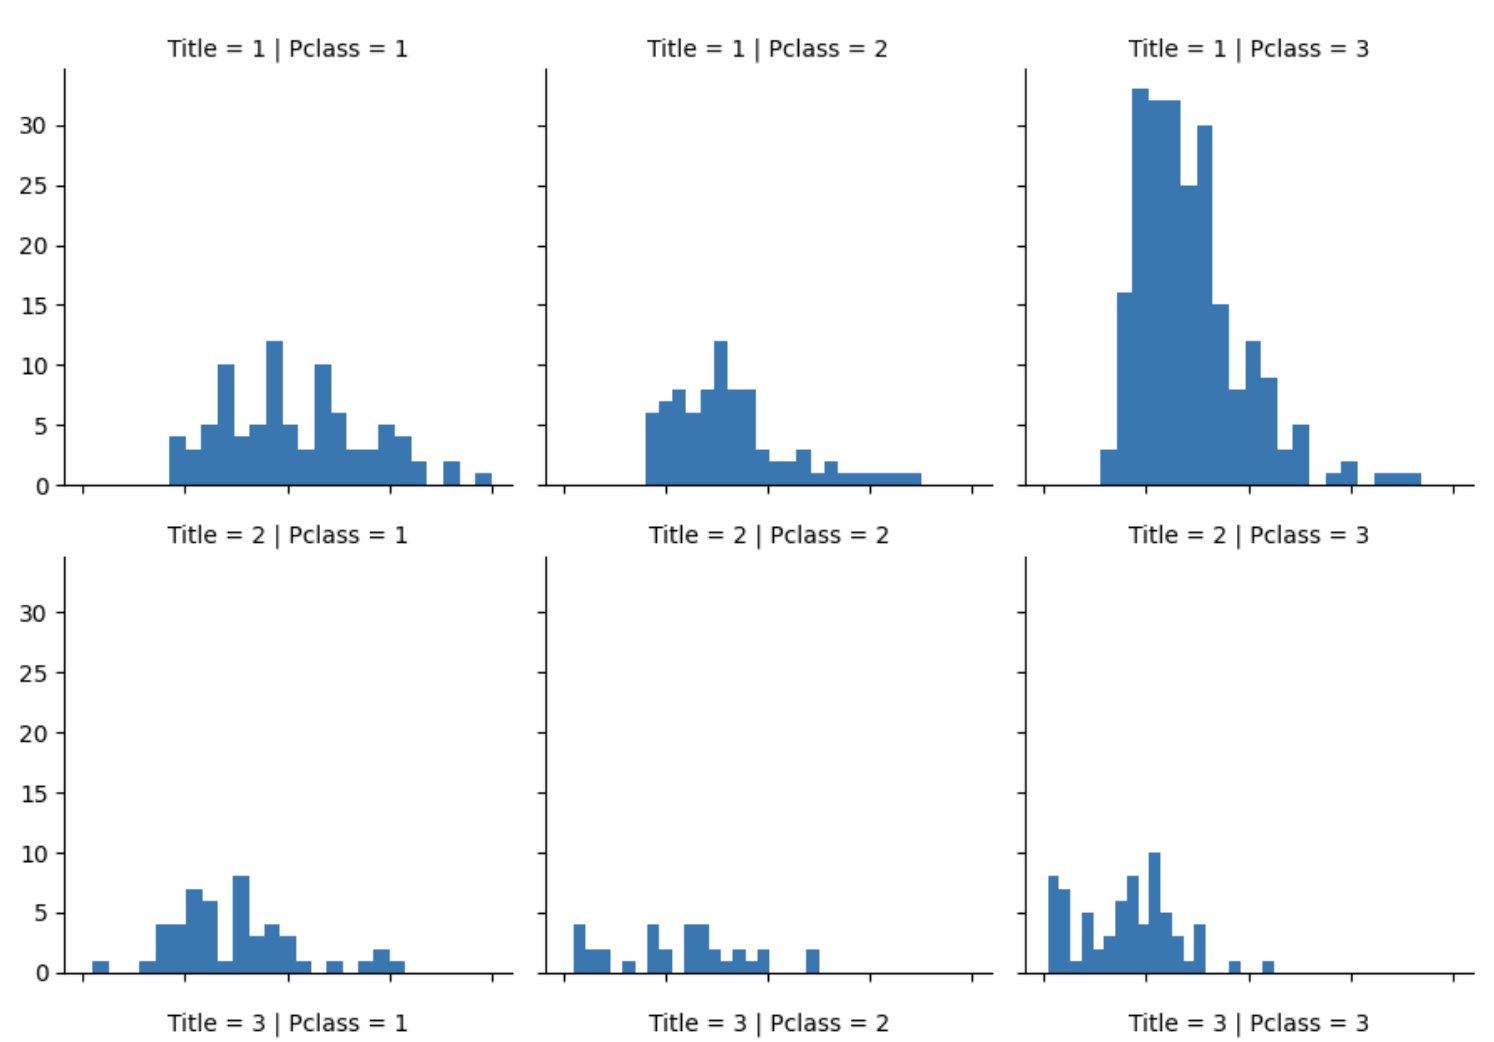 Title = 1 | Pclass = 1
Title = 1 | Pclass = 2
Title = 1 | Pclass = 3
30
25
20
15
10
5
0
Title = 2 | Pclass = 1
Title = 2 | Pclass = 2
Title = 2 | Pclass = 3
30
25
20
15
10
5
0
Title = 3 | Pclass = 1
Title = 3 | Pclass = 2
Title = 3 | Pclass = 3